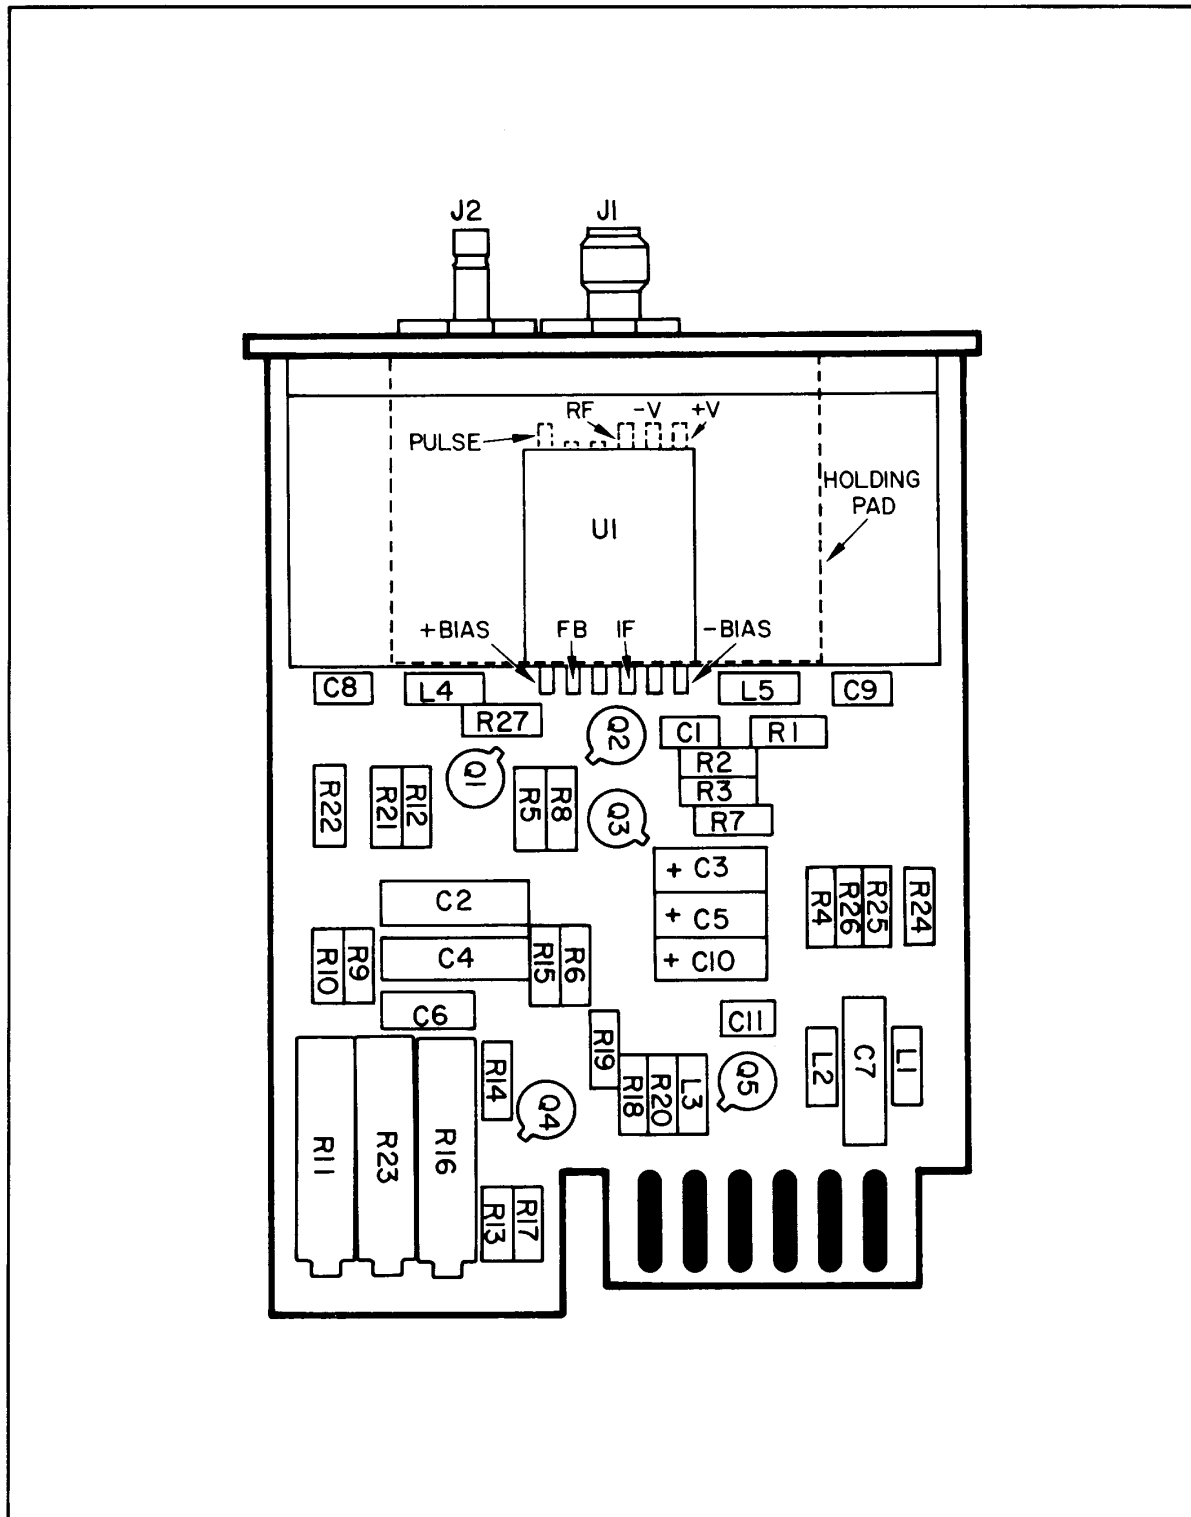 J2
J1
RF
-V
+V
PULSE
HOLDING
PAD
U1
+BIAS
FB
IF
-BIAS
C8
L4
L5
C9
R27
Q2
C1
R1
Q1
R2
R3
R7
R22
R21
R12
R5
R8
Q3
+ C3
C2
+ C5
R4
R26
R25
R24
C4
+ C10
R10
R9
R15
R6
C6
C11
R19
R14
Q4
R18
R20
L3
Q5
L2
C7
L1
R11
R23
R16
R13
R17